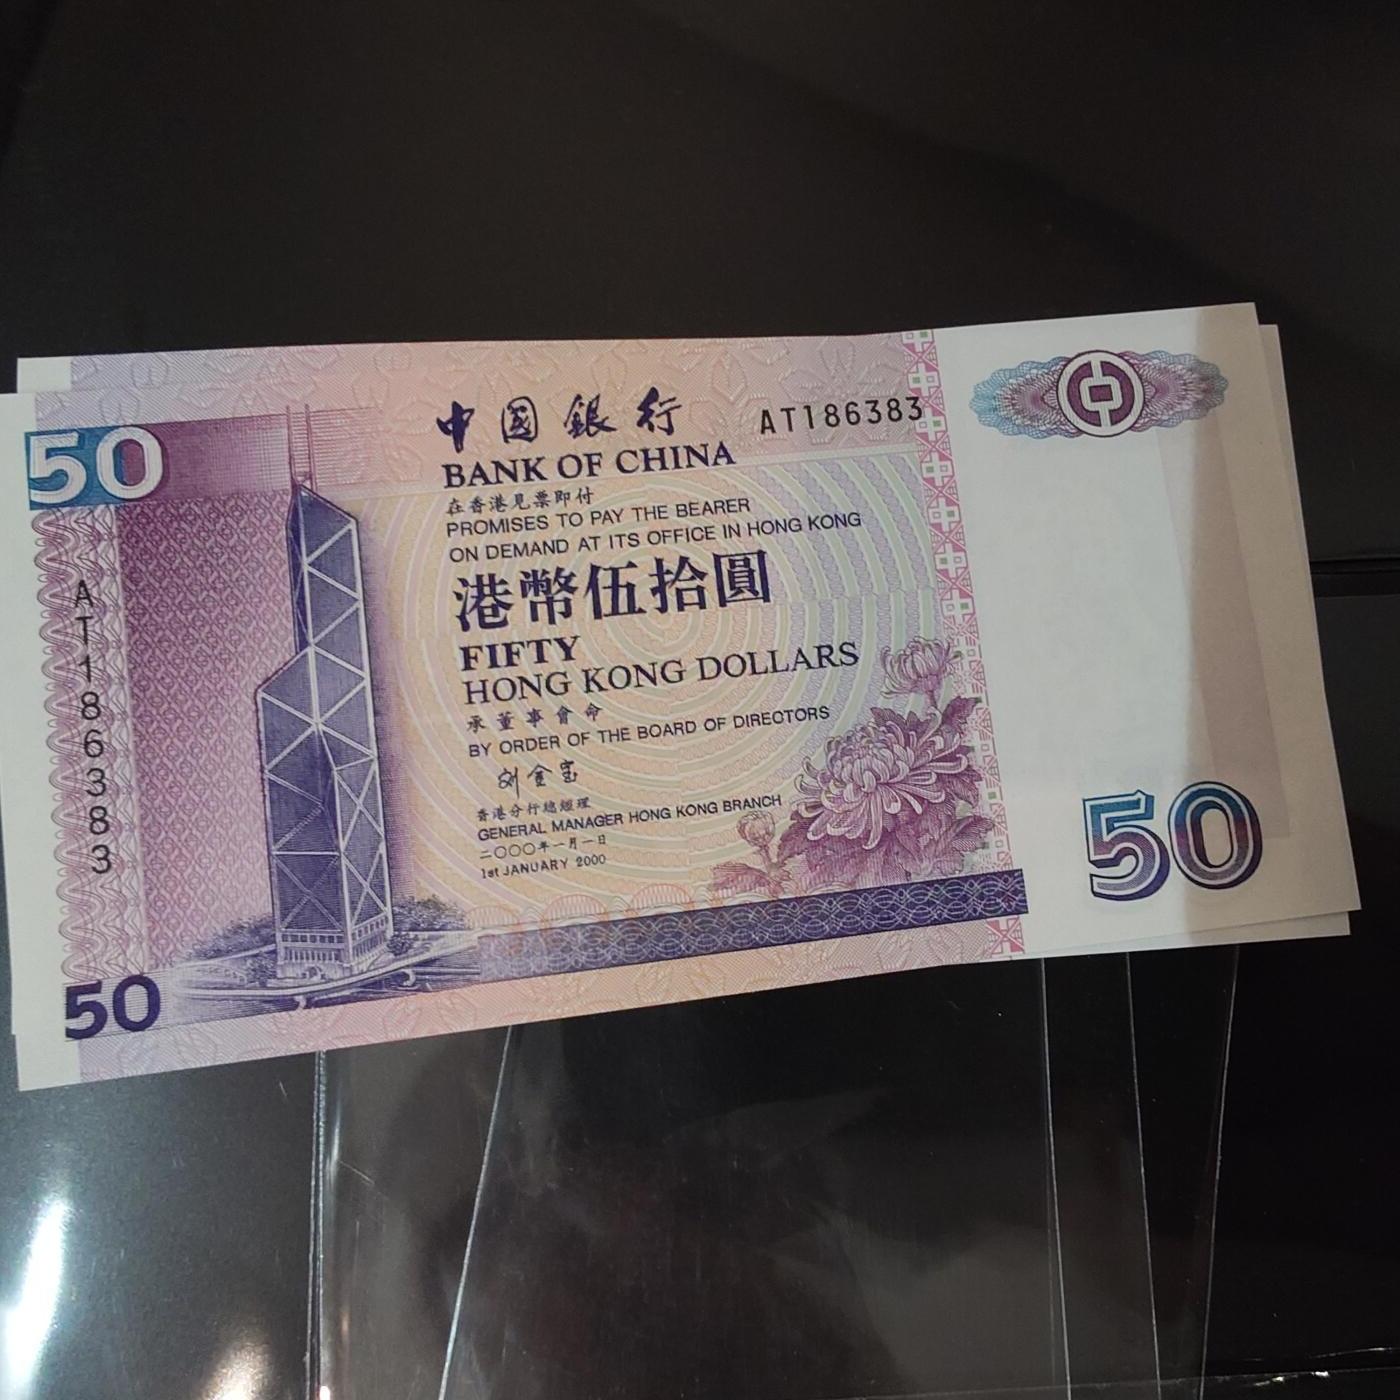 50
中國銀行
AT186383
BANK OF CHINA
在香港見票即付
PROMISES TO PAY THE BEARER
ON DEMAND AT ITS OFFICE IN HONG KONG
港幣伍拾圓
FIFTY
HONG KONG DOLLARS
承董事會命
BY ORDER OF THE BOARD OF DIRECTORS
刘金宝
香港分行總經理
GENERAL MANAGER HONG KONG BRANCH
二〇〇〇年一月一日
1st JANUARY 2000
AT186383
50
50